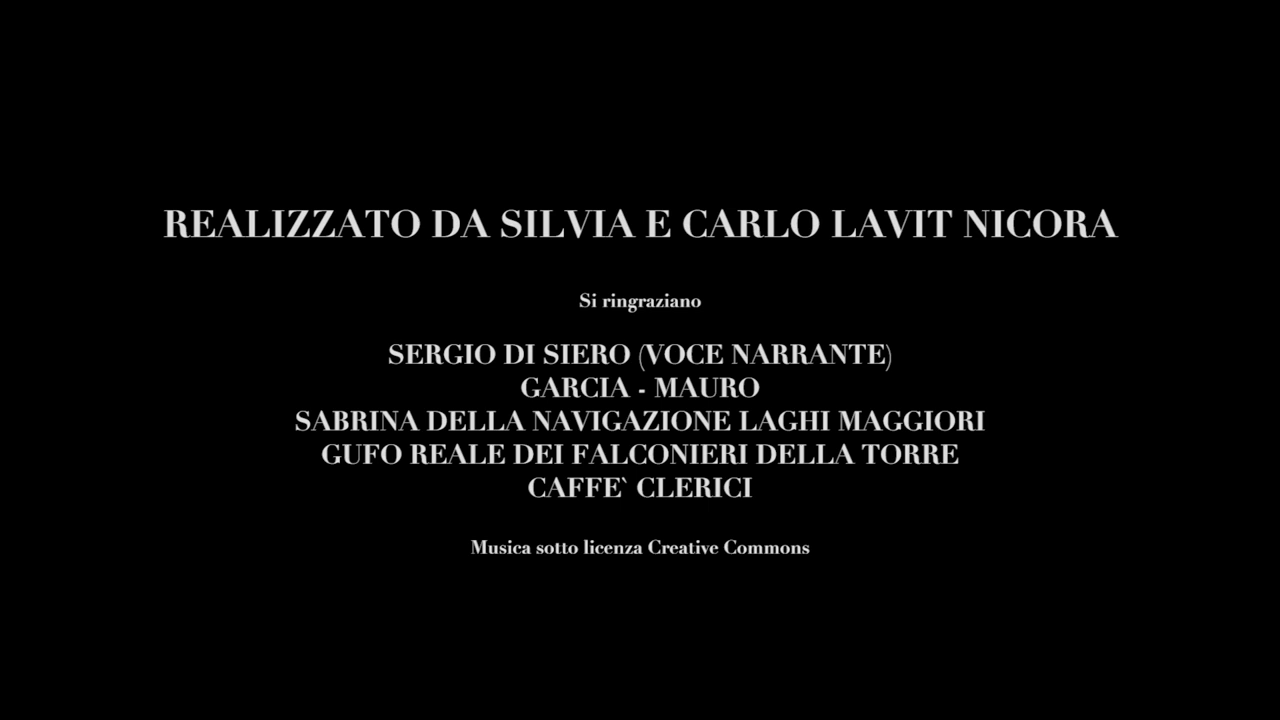 REALIZZATO DA SILVIA E CARLO LAVIT NICORA
Si ringraziano
SERGIO DI SIERO (VOCE NARRANTE)
GARCIA - MAURO
SABRINA DELLA NAVIGAZIONE LAGHI MAGGIORI
GUFO REALE DEI FALCONIERI DELLA TORRE
CAFFE` CLERICI
Musica sotto licenza Creative Commons